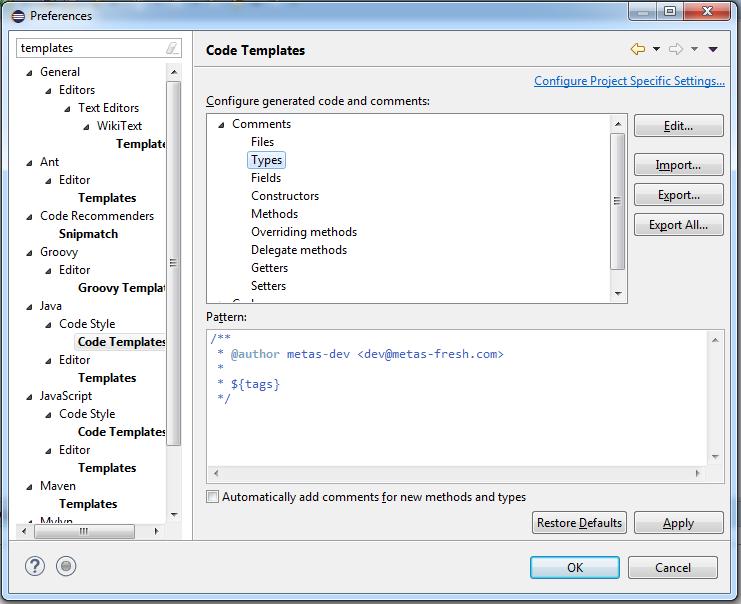 Preferences
templates
General
Editors
Text Editors
WikiText
Templat
Ant
Editor
Templates
Code Recommenders
Snipmatch
Groovy
Editor
Groovy Templat
Java
Code Style
Code Templates
Editor
Templates
JavaScript
Code Style
Code Templates
Editor
Templates
Maven
Templates
Mylyn
Code Templates
Configure Project Specific Settings...
Configure generated code and comments:
Comments
Files
Types
Fields
Constructors
Methods
Overriding methods
Delegate methods
Getters
Setters
Edit...
Import...
Export...
Export All...
Pattern:
/**
* @author metas-dev <dev@metas-fresh.com>
*
* ${tags}
*/
Automatically add comments for new methods and types
Restore Defaults
Apply
?
OK
Cancel